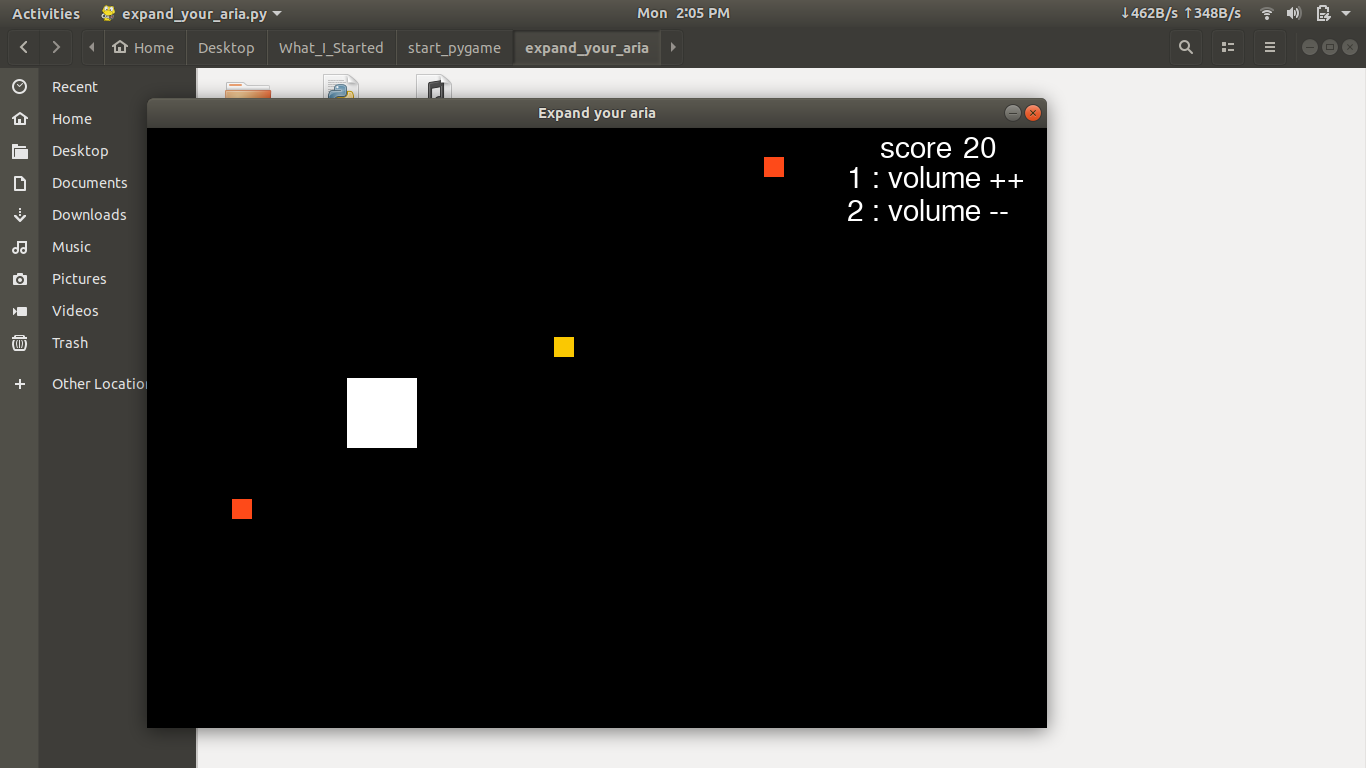 Activities expand_your_aria.py Mon 2:05 PM ↓462B/s ↑348B/s
Home Desktop What_I_Started start_pygame expand_your_aria
Recent
Home
Desktop
Documents
Downloads
Music
Pictures
Videos
Trash
Other Location
Expand your aria
score 20
1 : volume ++
2 : volume --